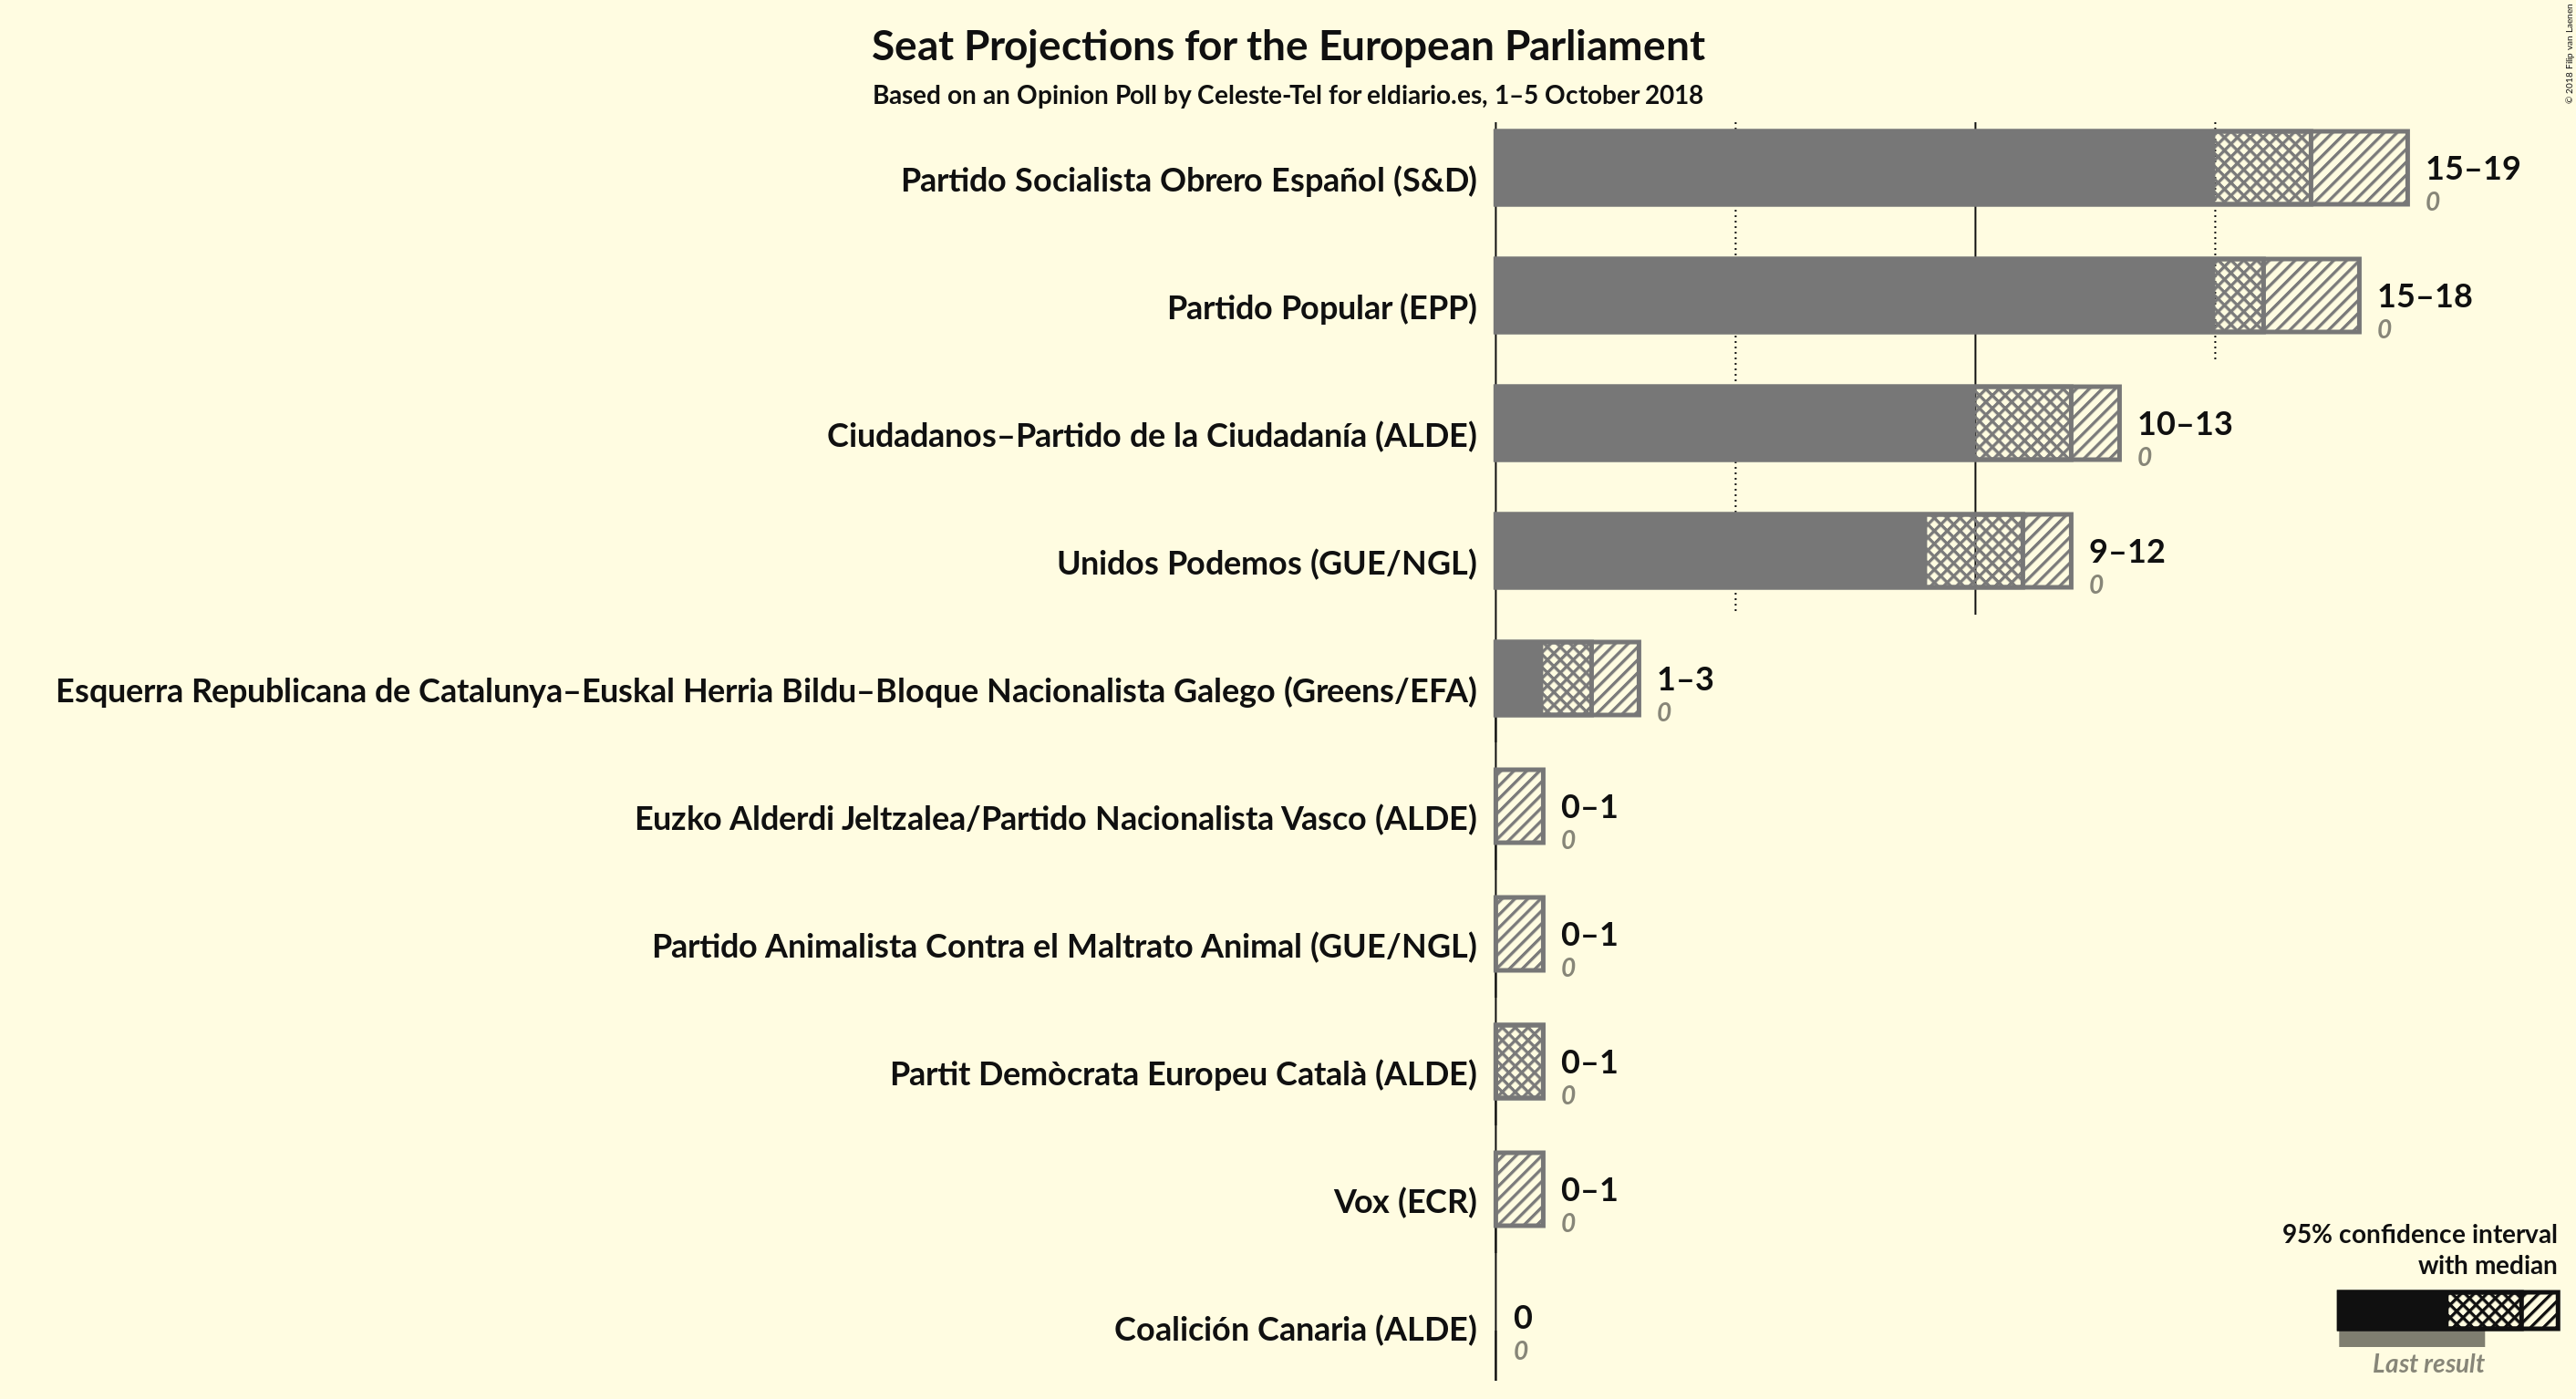 © 2018 Filip van Laenen
Seat Projections for the European Parliament
Based on an Opinion Poll by Celeste-Tel for eldiario.es, 1–5 October 2018
Partido Socialista Obrero Español (S&D)
15–19
0
Partido Popular (EPP)
15–18
0
Ciudadanos–Partido de la Ciudadanía (ALDE)
10–13
0
Unidos Podemos (GUE/NGL)
9–12
0
Esquerra Republicana de Catalunya–Euskal Herria Bildu–Bloque Nacionalista Galego (Greens/EFA)
1–3
0
Euzko Alderdi Jeltzalea/Partido Nacionalista Vasco (ALDE)
0–1
0
Partido Animalista Contra el Maltrato Animal (GUE/NGL)
0–1
0
Partit Demòcrata Europeu Català (ALDE)
0–1
0
Vox (ECR)
0–1
0
Coalición Canaria (ALDE)
0
0
95% confidence interval
with median
Last result